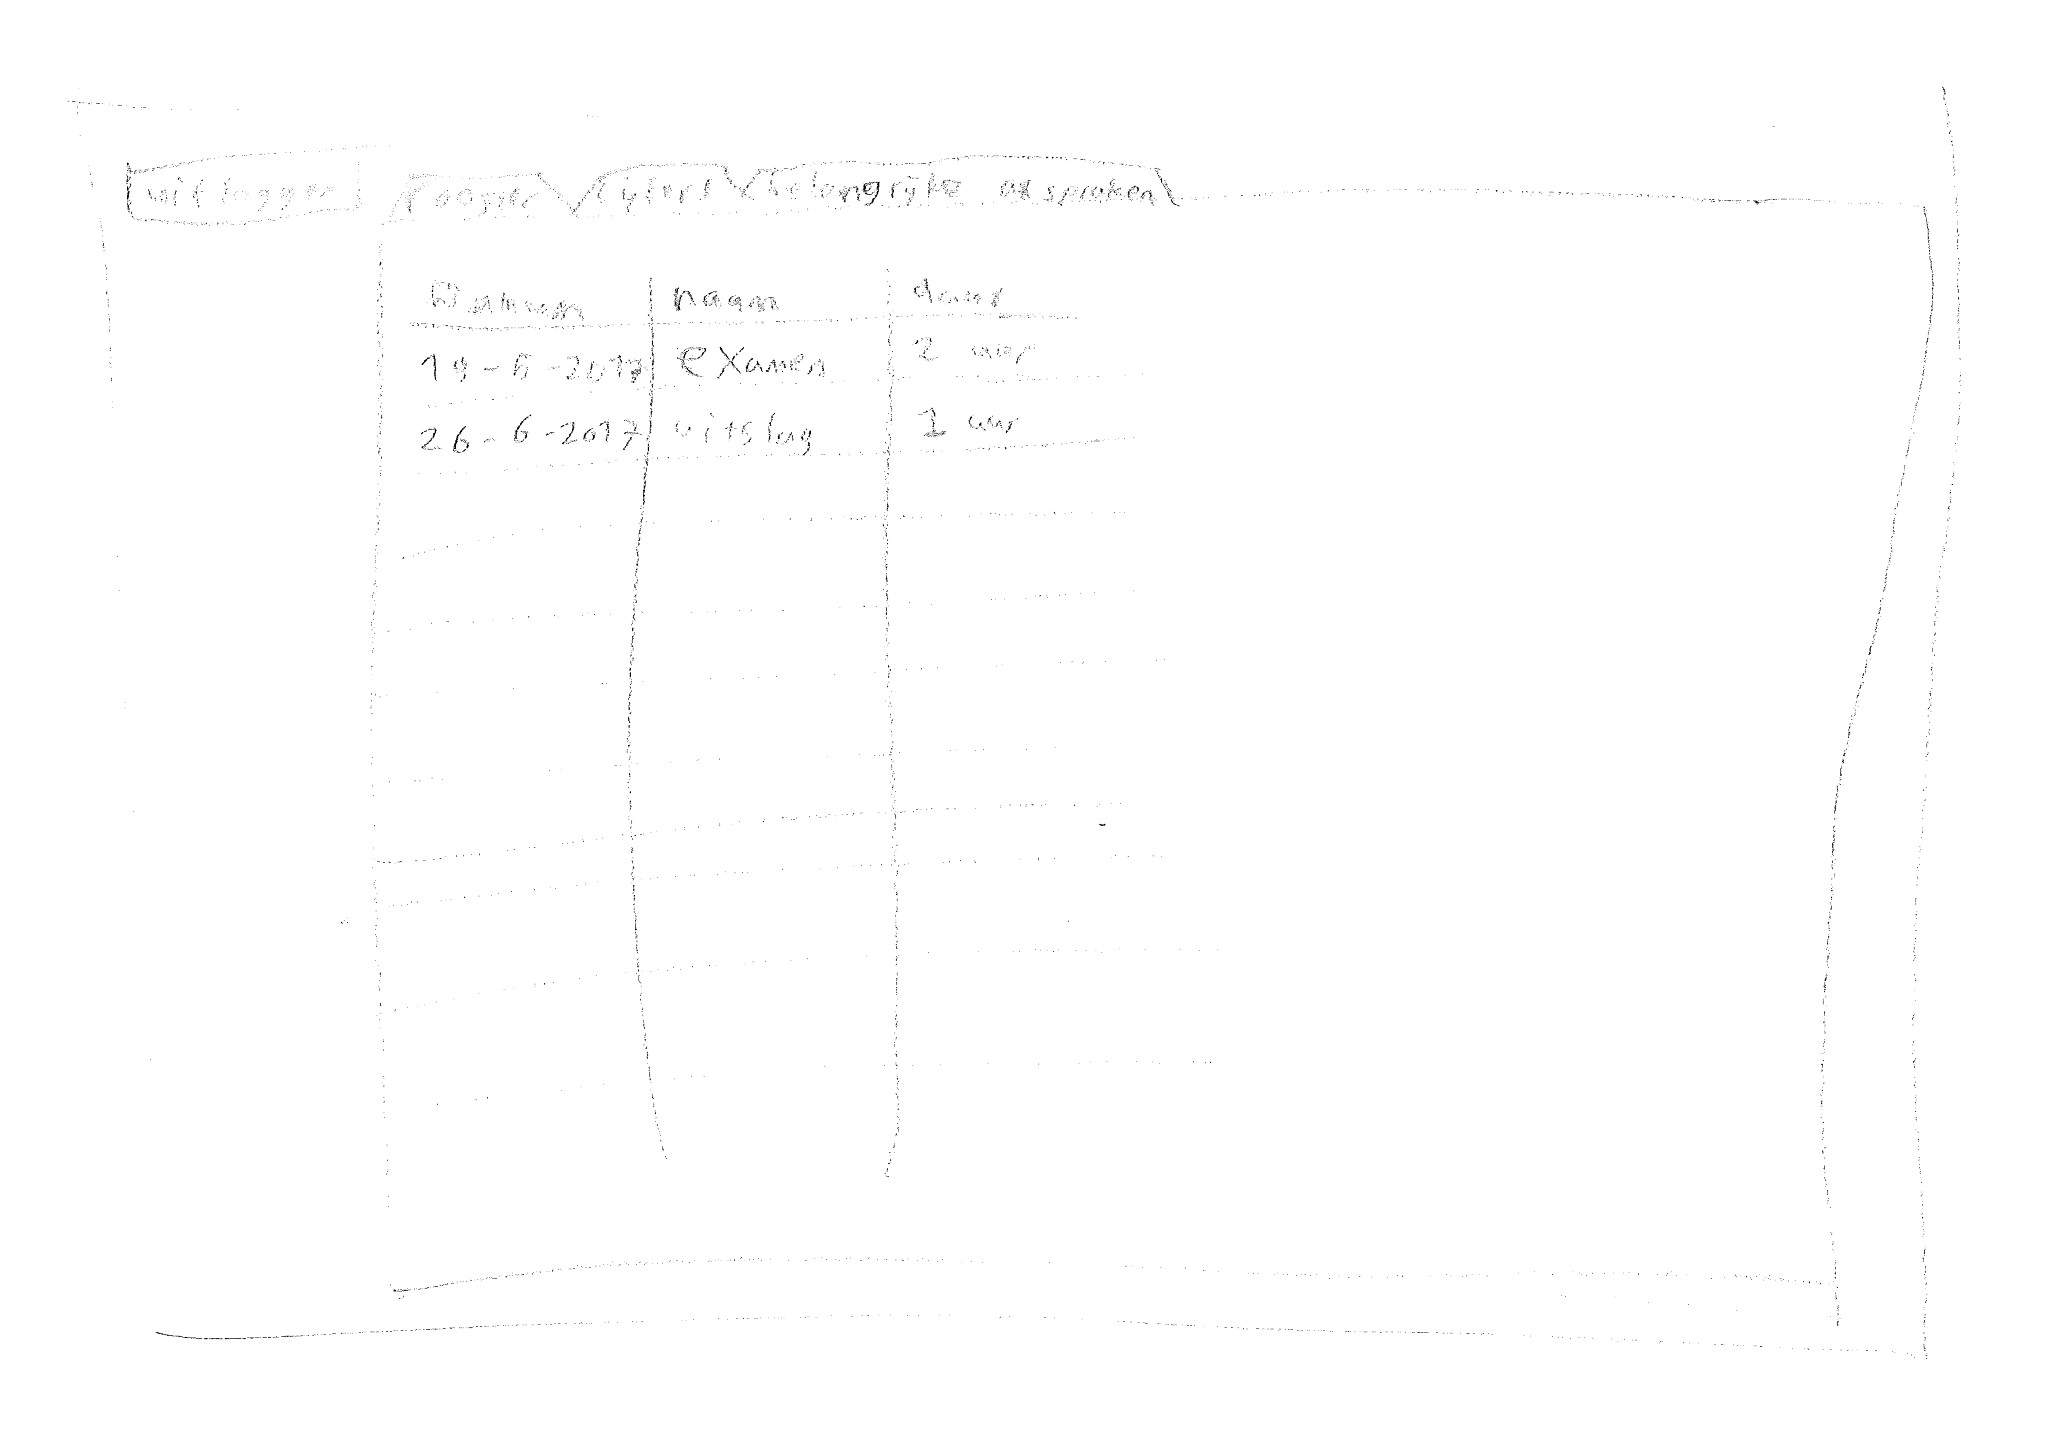 uitloggen rooster cijfers belangrijke afspraken
Datum naam duur
19-5-2017 examen 2 uur
26-6-2017 uitslag 1 uur